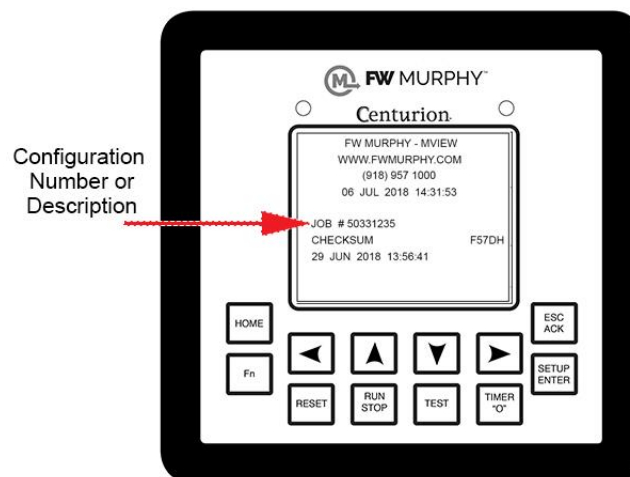 FW MURPHY™
Centurion
Configuration
Number or
Description
FW MURPHY - MVIEW
WWW.FWMURPHY.COM
(918) 957 1000
06 JUL 2018 14:31:53
JOB # 50331235
CHECKSUM F57DH
29 JUN 2018 13:56:41
HOME
Fn
ESC
ACK
SETUP
ENTER
RESET
RUN
STOP
TEST
TIMER
"O"